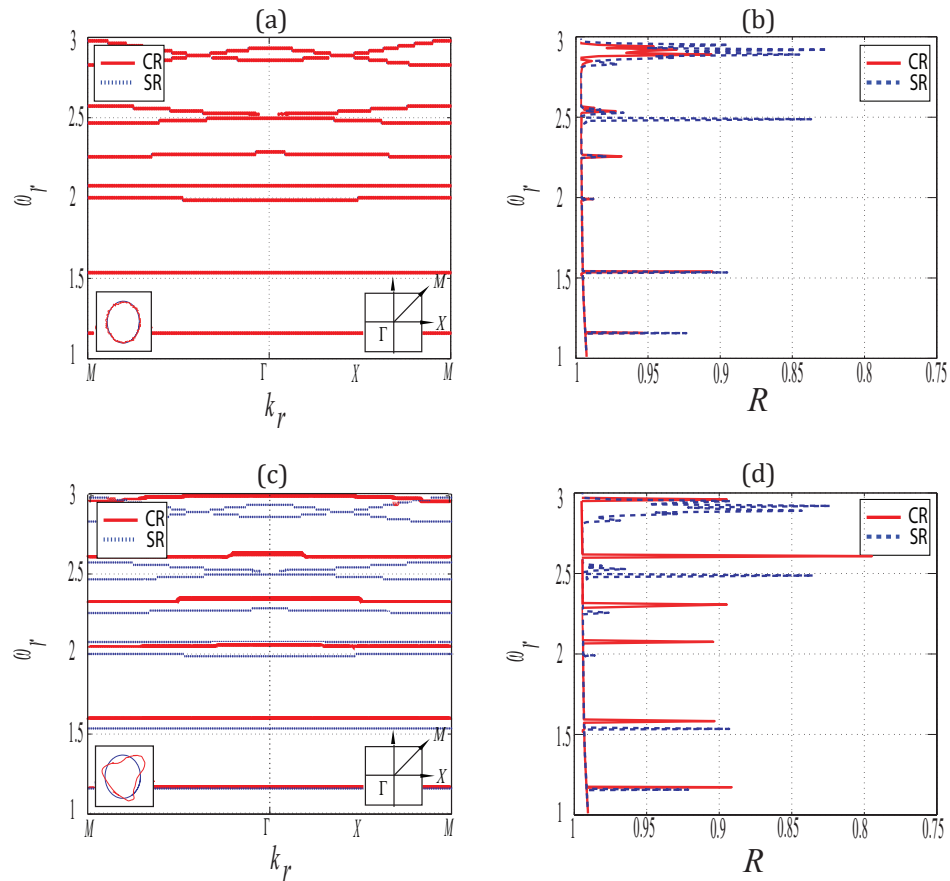 (a)
3
2.5
2
1.5
1
ω_r
CR
SR
M
X
Γ
M Γ X M
k_r
(b)
3
2.5
2
1.5
1
ω_r
CR
SR
1 0.95 0.9 0.85 0.8 0.75
R
(c)
3
2.5
2
1.5
1
ω_r
CR
SR
M
X
Γ
M Γ X M
k_r
(d)
3
2.5
2
1.5
1
ω_r
CR
SR
1 0.95 0.9 0.85 0.8 0.75
R